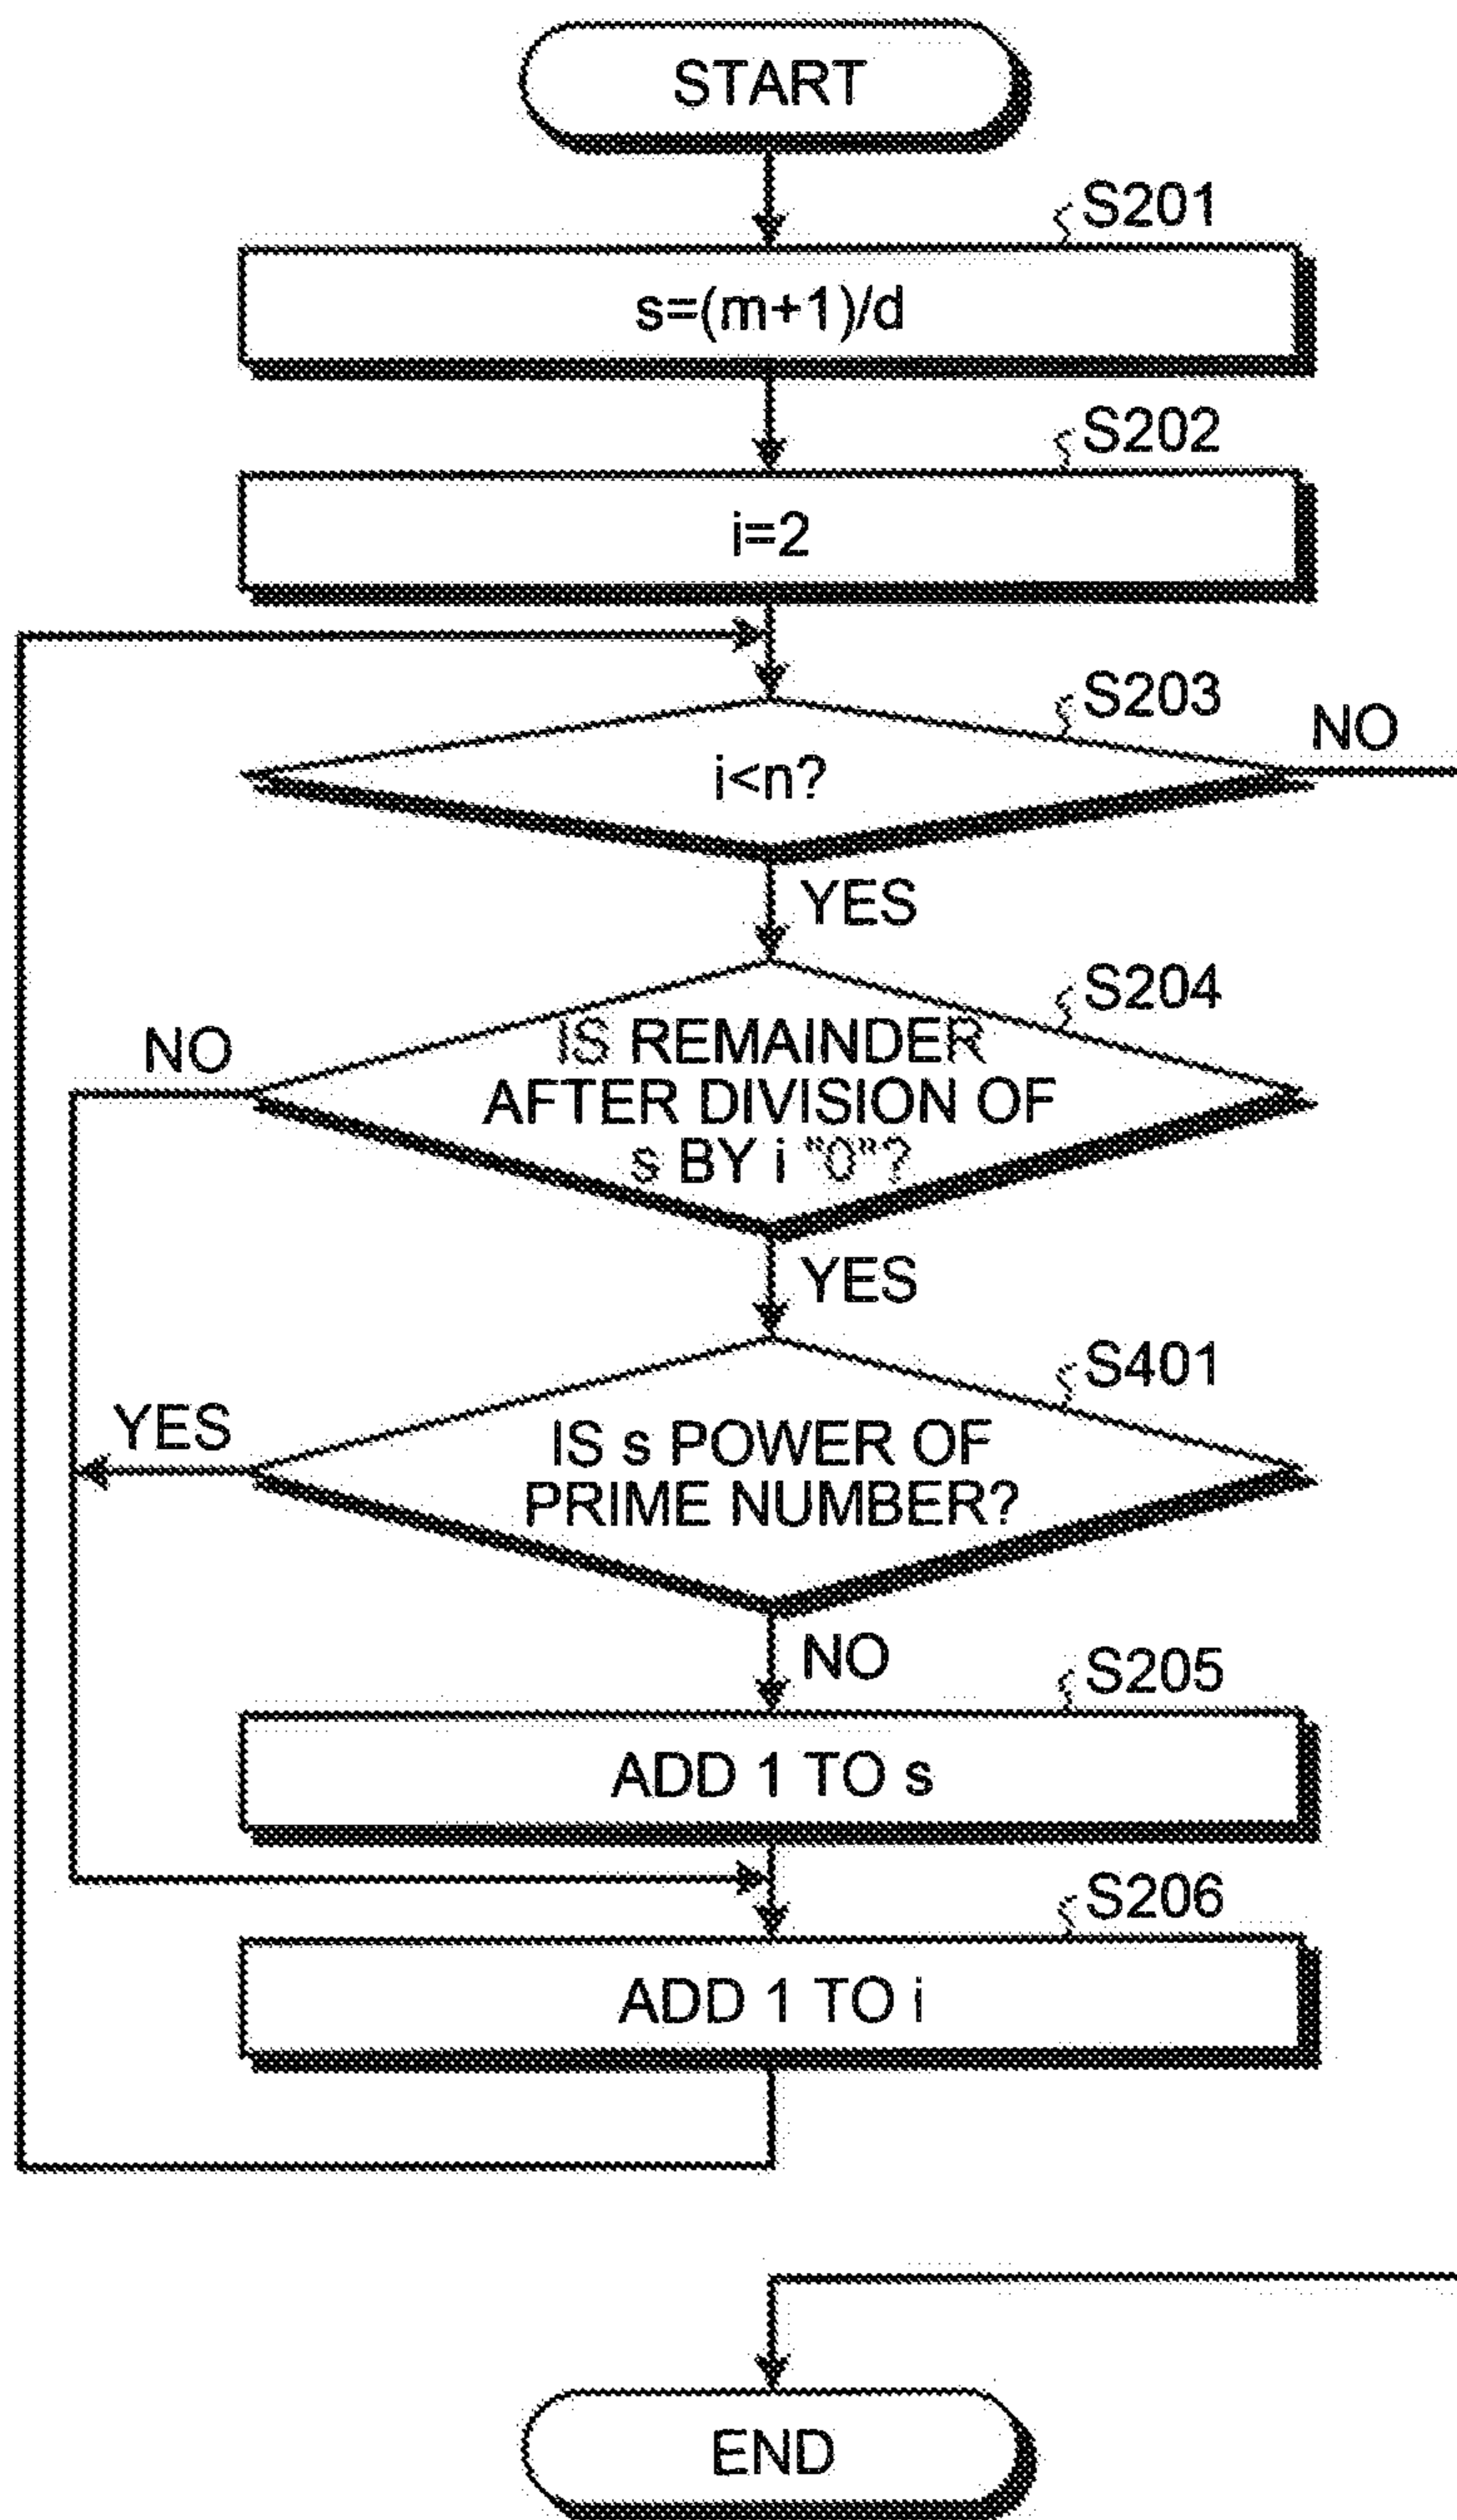 START
S201
s=(m+1)/d
S202
i=2
S203
NO
i<n?
YES
S204
NO
IS REMAINDER
AFTER DIVISION OF
s BY i "0"?
YES
S401
YES
IS s POWER OF
PRIME NUMBER?
NO
S205
ADD 1 TO s
S206
ADD 1 TO i
END